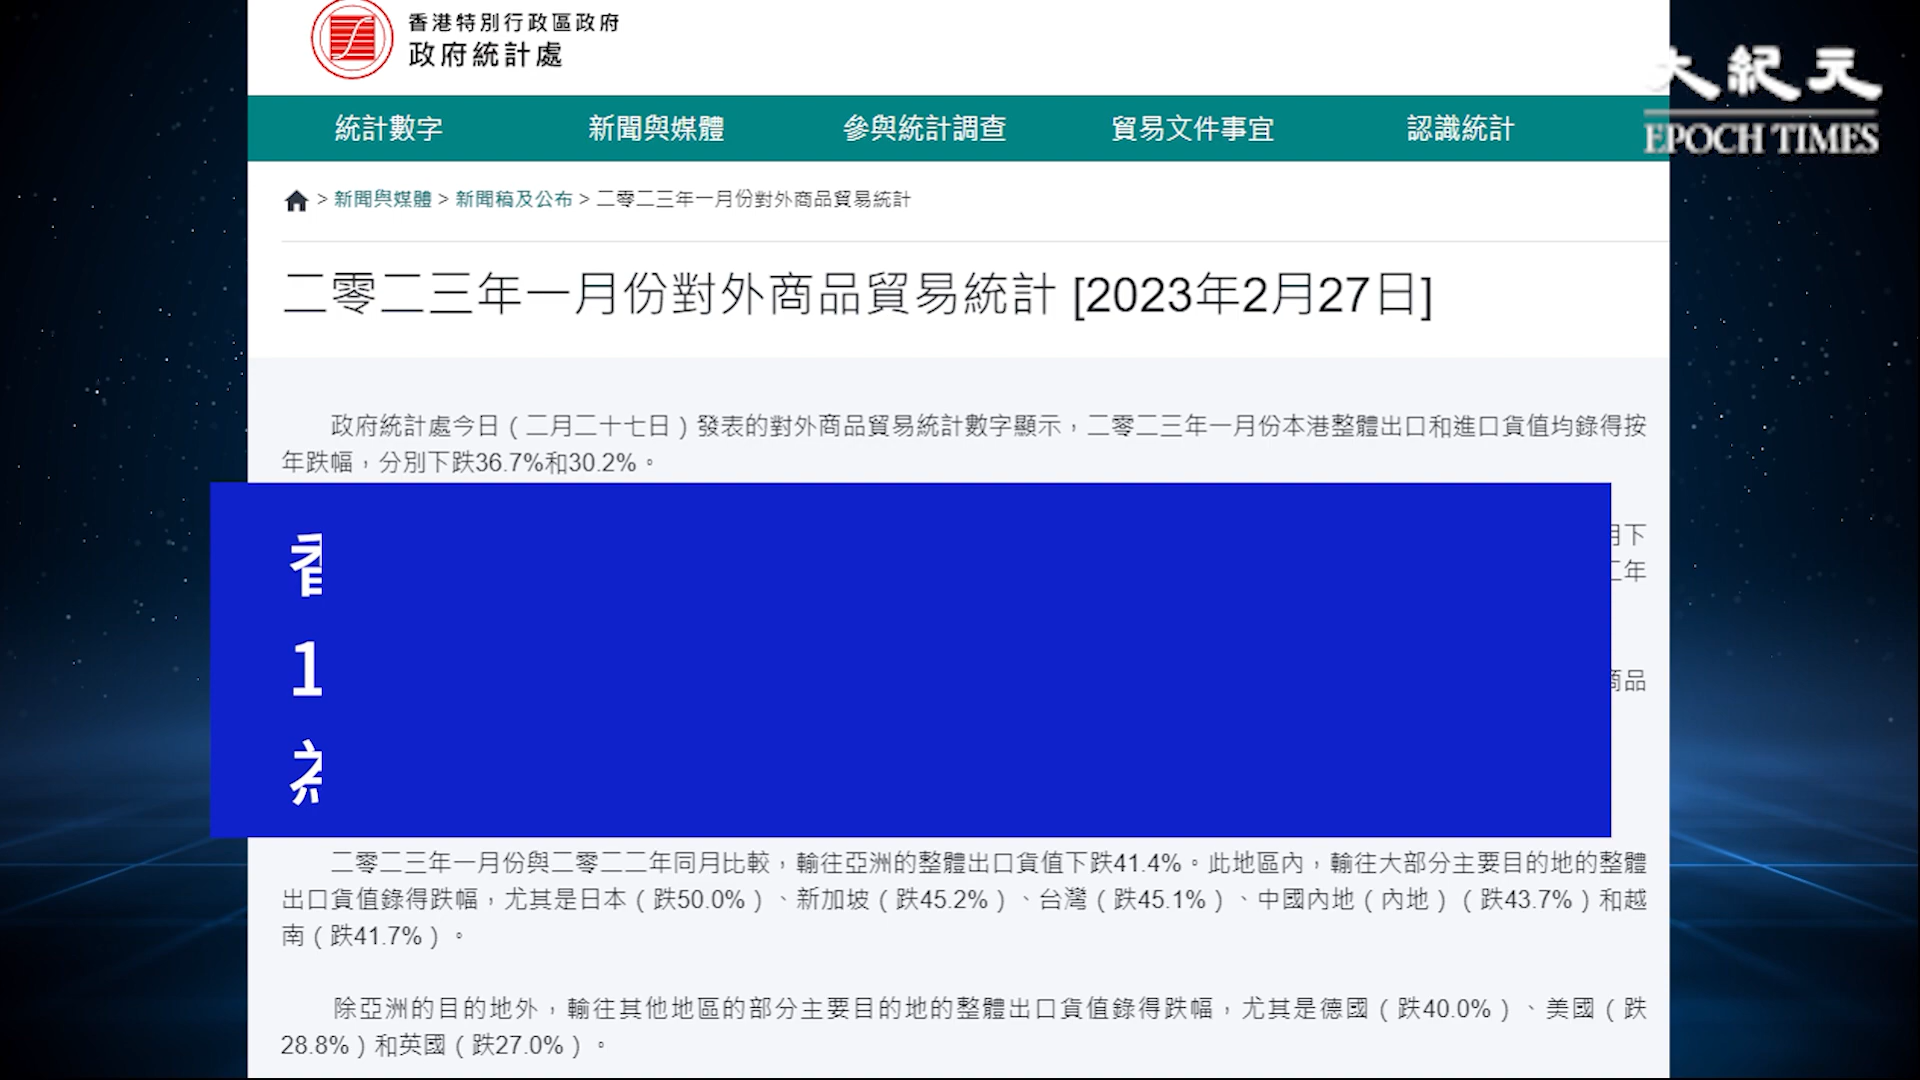 香港特別行政區政府
政府統計處
大紀元
EPOCH TIMES
統計數字 新聞與媒體 參與統計調查 貿易文件事宜 認識統計
> 新聞與媒體 > 新聞稿及公布 > 二零二三年一月份對外商品貿易統計
二零二三年一月份對外商品貿易統計 [2023年2月27日]
政府統計處今日（二月二十七日）發表的對外商品貿易統計數字顯示，二零二三年一月份本港整體出口和進口貨值均錄得按
年跌幅，分別下跌36.7%和30.2%。
月下
年
1
商品
二零二三年一月份與二零二二年同月比較，輸往亞洲的整體出口貨值下跌41.4%。此地區內，輸往大部分主要目的地的整體
出口貨值錄得跌幅，尤其是日本（跌50.0%）、新加坡（跌45.2%）、台灣（跌45.1%）、中國內地（內地）（跌43.7%）和越
南（跌41.7%）。
除亞洲的目的地外，輸往其他地區的部分主要目的地的整體出口貨值錄得跌幅，尤其是德國（跌40.0%）、美國（跌
28.8%）和英國（跌27.0%）。